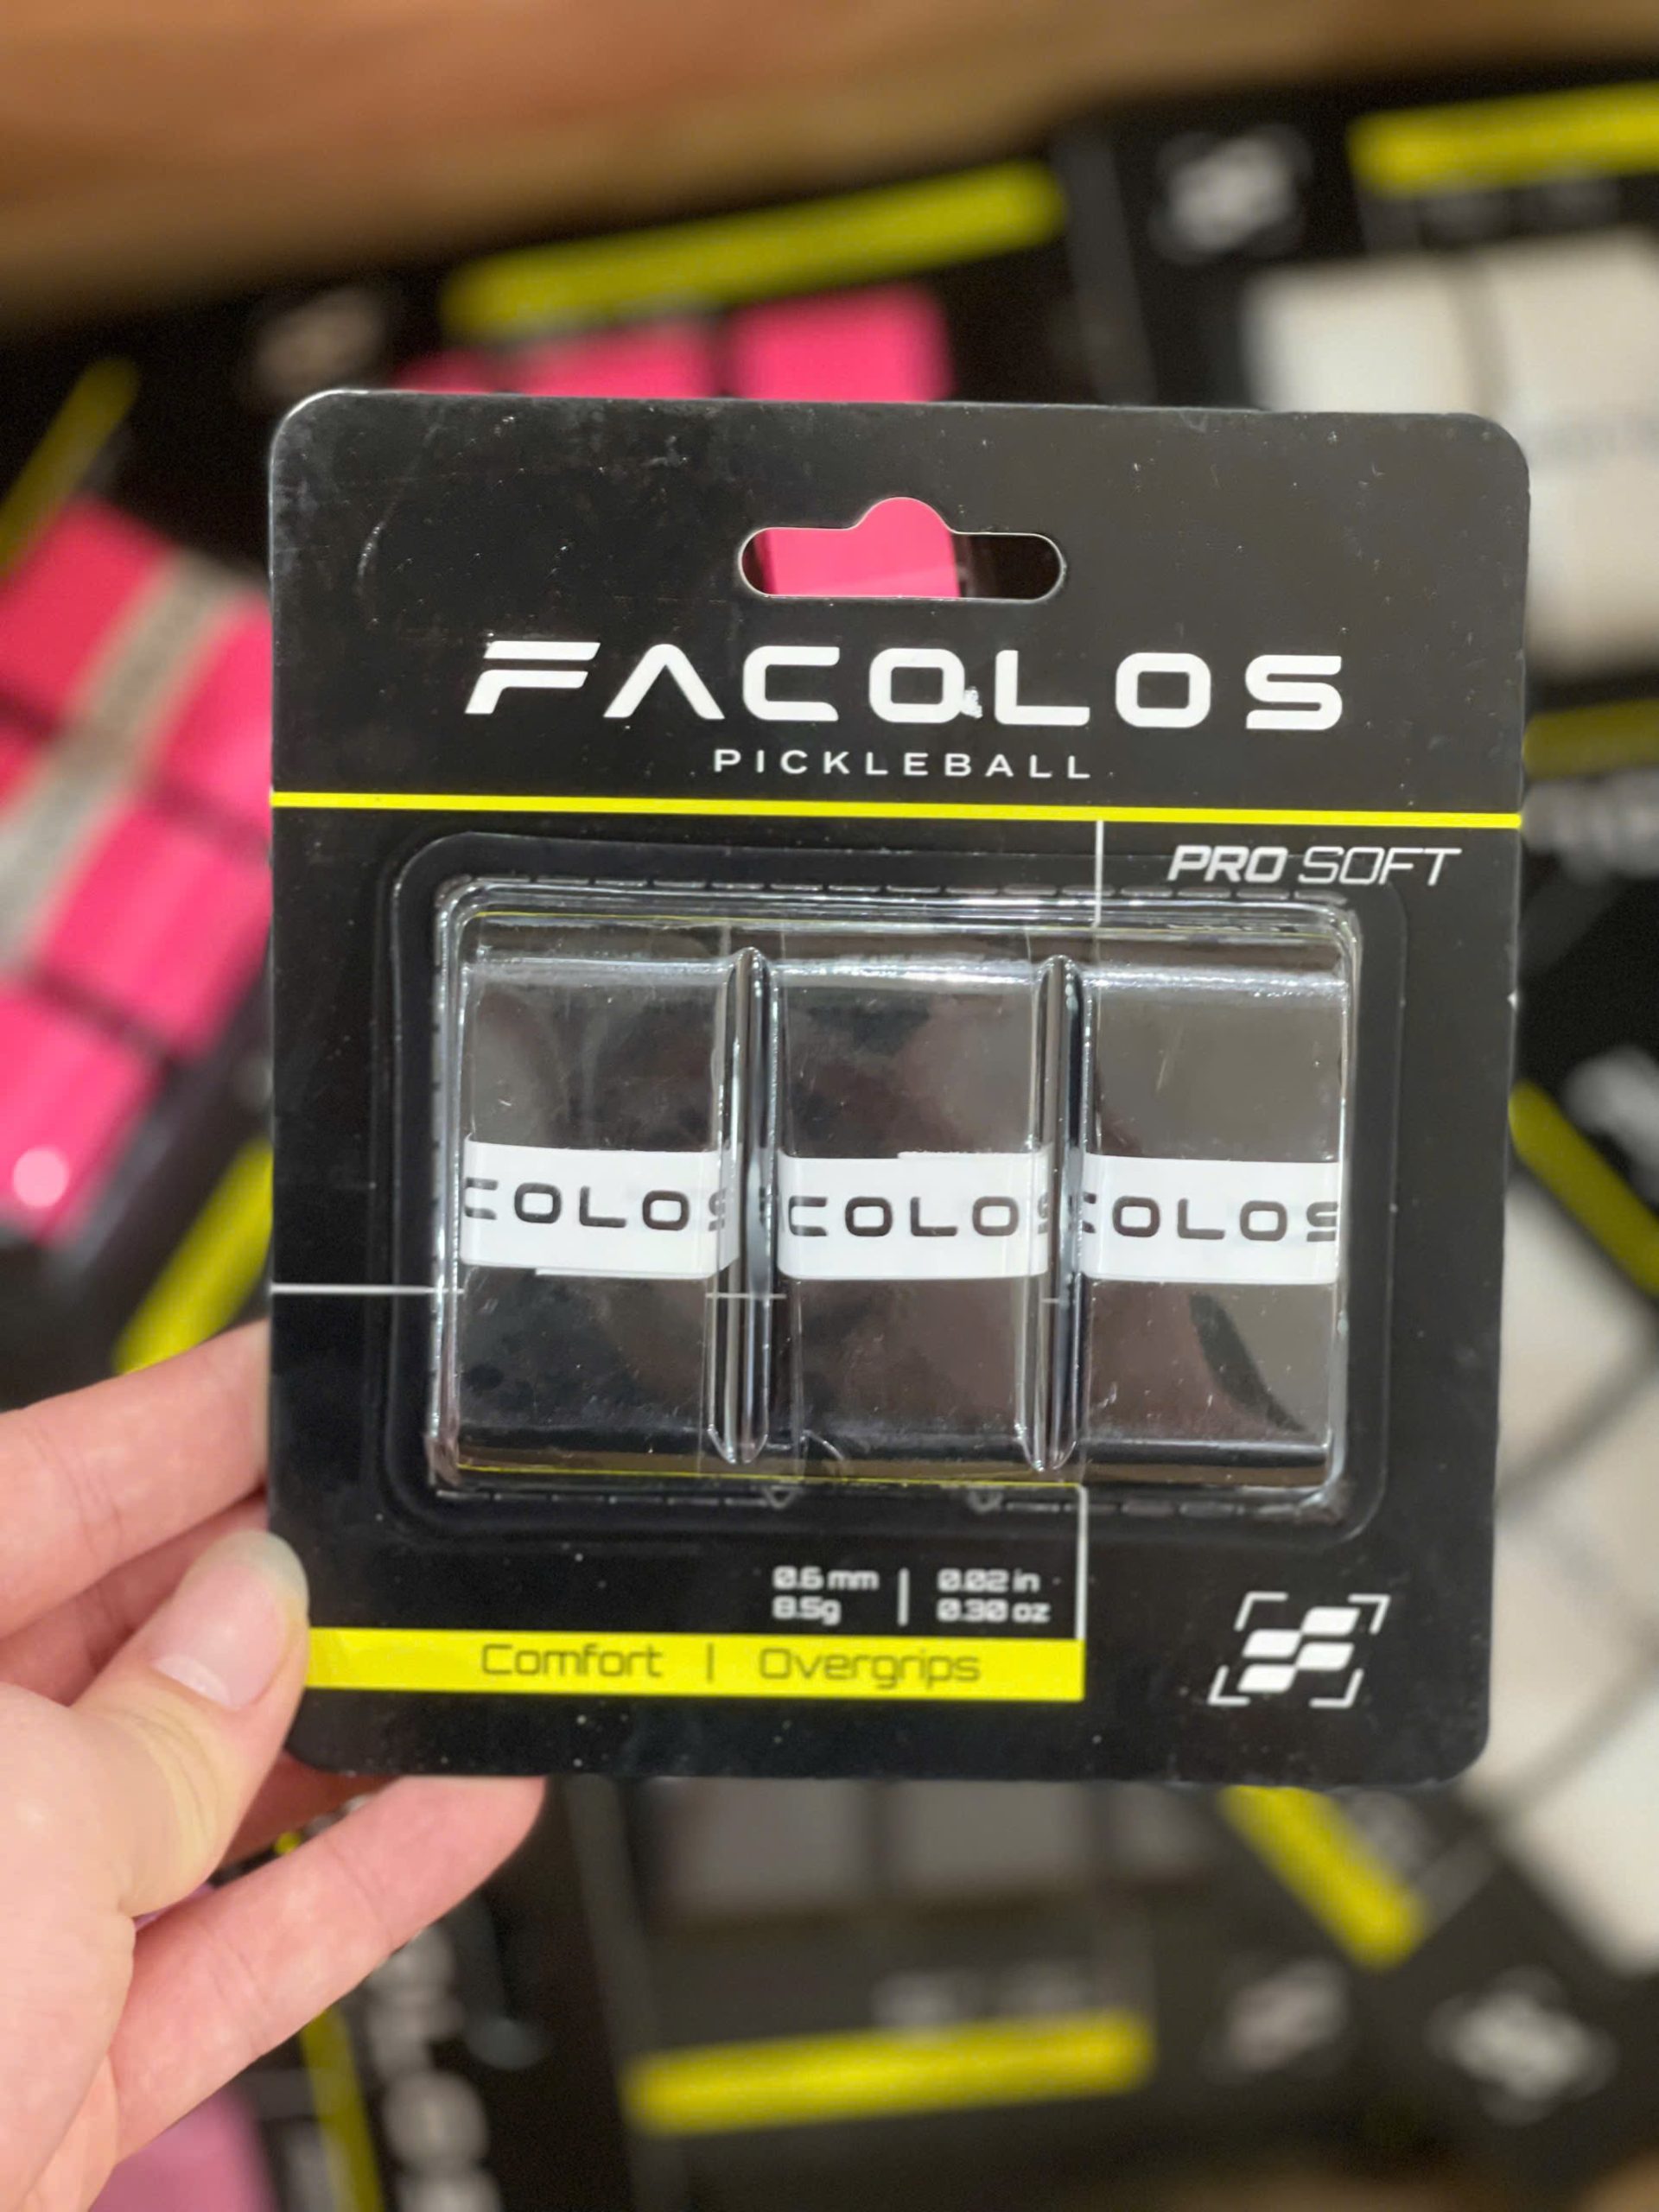 FACOLOS
PICKLEBALL
PRO SOFT
COLOS
COLOS
COLOS
0.6 mm | 0.02 in
8.5g | 0.30 oz
Comfort | Overgrips